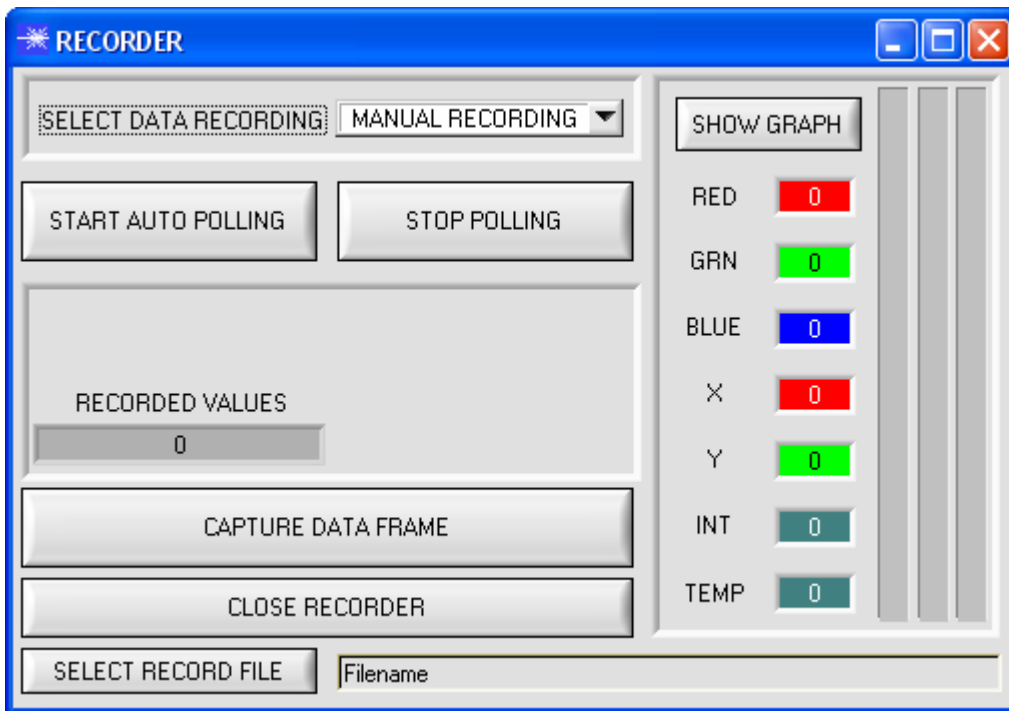 RECORDER
SELECT DATA RECORDING MANUAL RECORDING
START AUTO POLLING STOP POLLING
RECORDED VALUES
0
CAPTURE DATA FRAME
CLOSE RECORDER
SELECT RECORD FILE Filename
SHOW GRAPH
RED 0
GRN 0
BLUE 0
X 0
Y 0
INT 0
TEMP 0